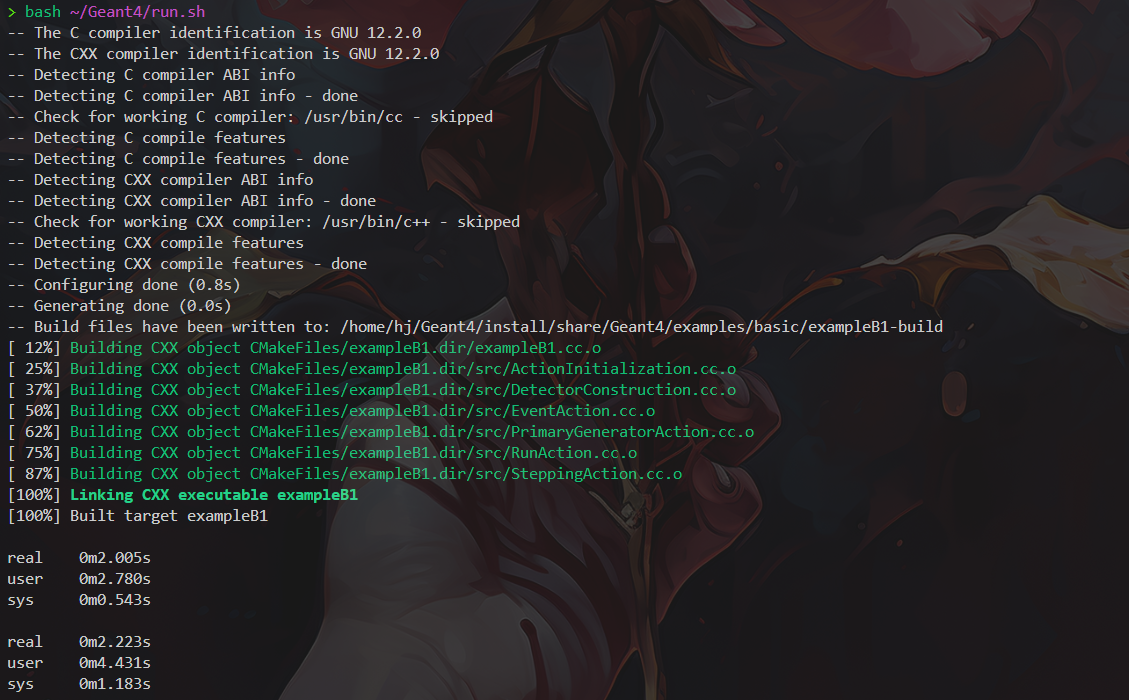 > bash ~/Geant4/run.sh
-- The C compiler identification is GNU 12.2.0
-- The CXX compiler identification is GNU 12.2.0
-- Detecting C compiler ABI info
-- Detecting C compiler ABI info - done
-- Check for working C compiler: /usr/bin/cc - skipped
-- Detecting C compile features
-- Detecting C compile features - done
-- Detecting CXX compiler ABI info
-- Detecting CXX compiler ABI info - done
-- Check for working CXX compiler: /usr/bin/c++ - skipped
-- Detecting CXX compile features
-- Detecting CXX compile features - done
-- Configuring done (0.8s)
-- Generating done (0.0s)
-- Build files have been written to: /home/hj/Geant4/install/share/Geant4/examples/basic/exampleB1-build
[ 12%] Building CXX object CMakeFiles/exampleB1.dir/exampleB1.cc.o
[ 25%] Building CXX object CMakeFiles/exampleB1.dir/src/ActionInitialization.cc.o
[ 37%] Building CXX object CMakeFiles/exampleB1.dir/src/DetectorConstruction.cc.o
[ 50%] Building CXX object CMakeFiles/exampleB1.dir/src/EventAction.cc.o
[ 62%] Building CXX object CMakeFiles/exampleB1.dir/src/PrimaryGeneratorAction.cc.o
[ 75%] Building CXX object CMakeFiles/exampleB1.dir/src/RunAction.cc.o
[ 87%] Building CXX object CMakeFiles/exampleB1.dir/src/SteppingAction.cc.o
[100%] Linking CXX executable exampleB1
[100%] Built target exampleB1
real 0m2.005s
user 0m2.780s
sys 0m0.543s
real 0m2.223s
user 0m4.431s
sys 0m1.183s